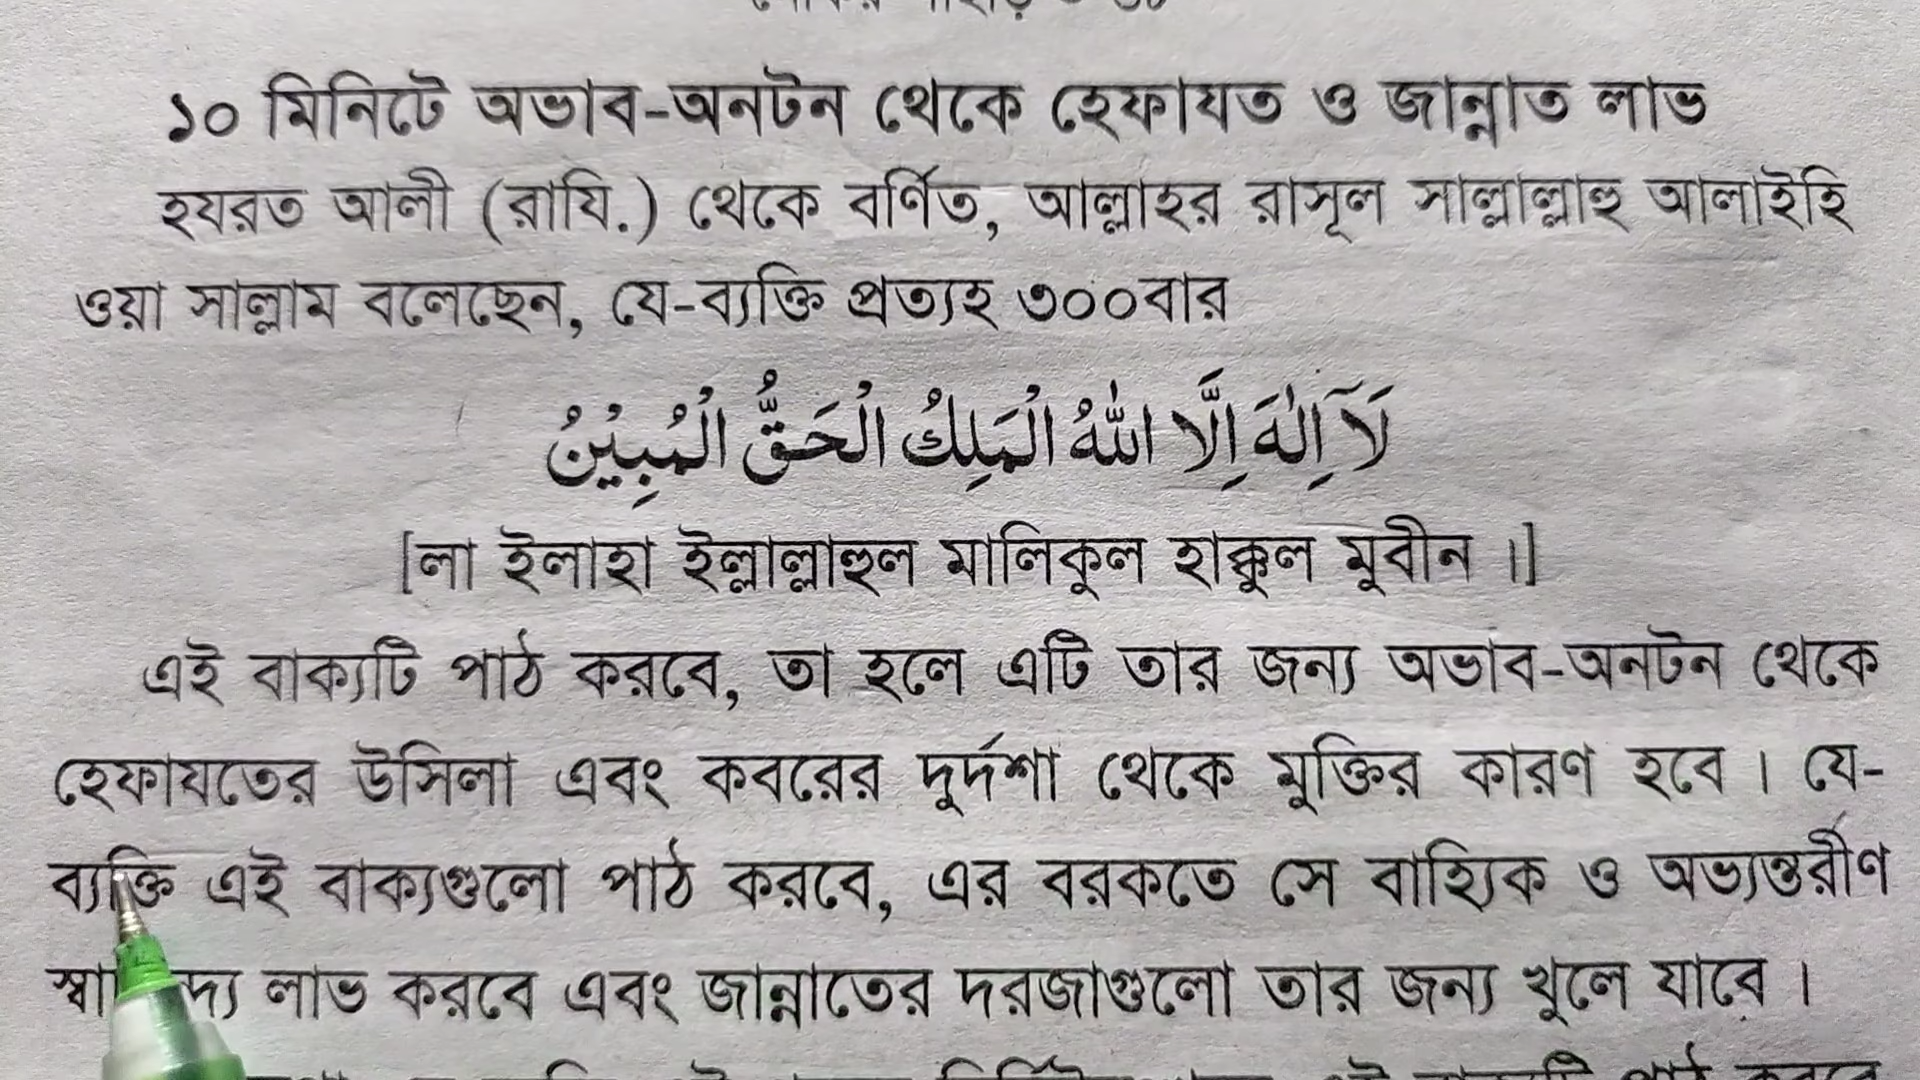 ১০ মিনিটে অভাব-অনটন থেকে হেফাযত ও জান্নাত লাভ
হযরত আলী (রাযি.) থেকে বর্ণিত, আল্লাহর রাসূল সাল্লাল্লাহু আলাইহি
ওয়া সাল্লাম বলেছেন, যে-ব্যক্তি প্রত্যহ ৩০০বার
لَآ اِلٰهَ اِلَّا اللّٰهُ الْمَلِكُ الْحَقُّ الْمُبِيْنُ
[লা ইলাহা ইল্লাল্লাহুল মালিকুল হাক্কুল মুবীন ।]
এই বাক্যটি পাঠ করবে, তা হলে এটি তার জন্য অভাব-অনটন থেকে
হেফাযতের উসিলা এবং কবরের দুর্দশা থেকে মুক্তির কারণ হবে । যে-
ব্যক্তি এই বাক্যগুলো পাঠ করবে, এর বরকতে সে বাহ্যিক ও অভ্যন্তরীণ
লাভ করবে এবং জান্নাতের দরজাগুলো তার জন্য খুলে যাবে ।